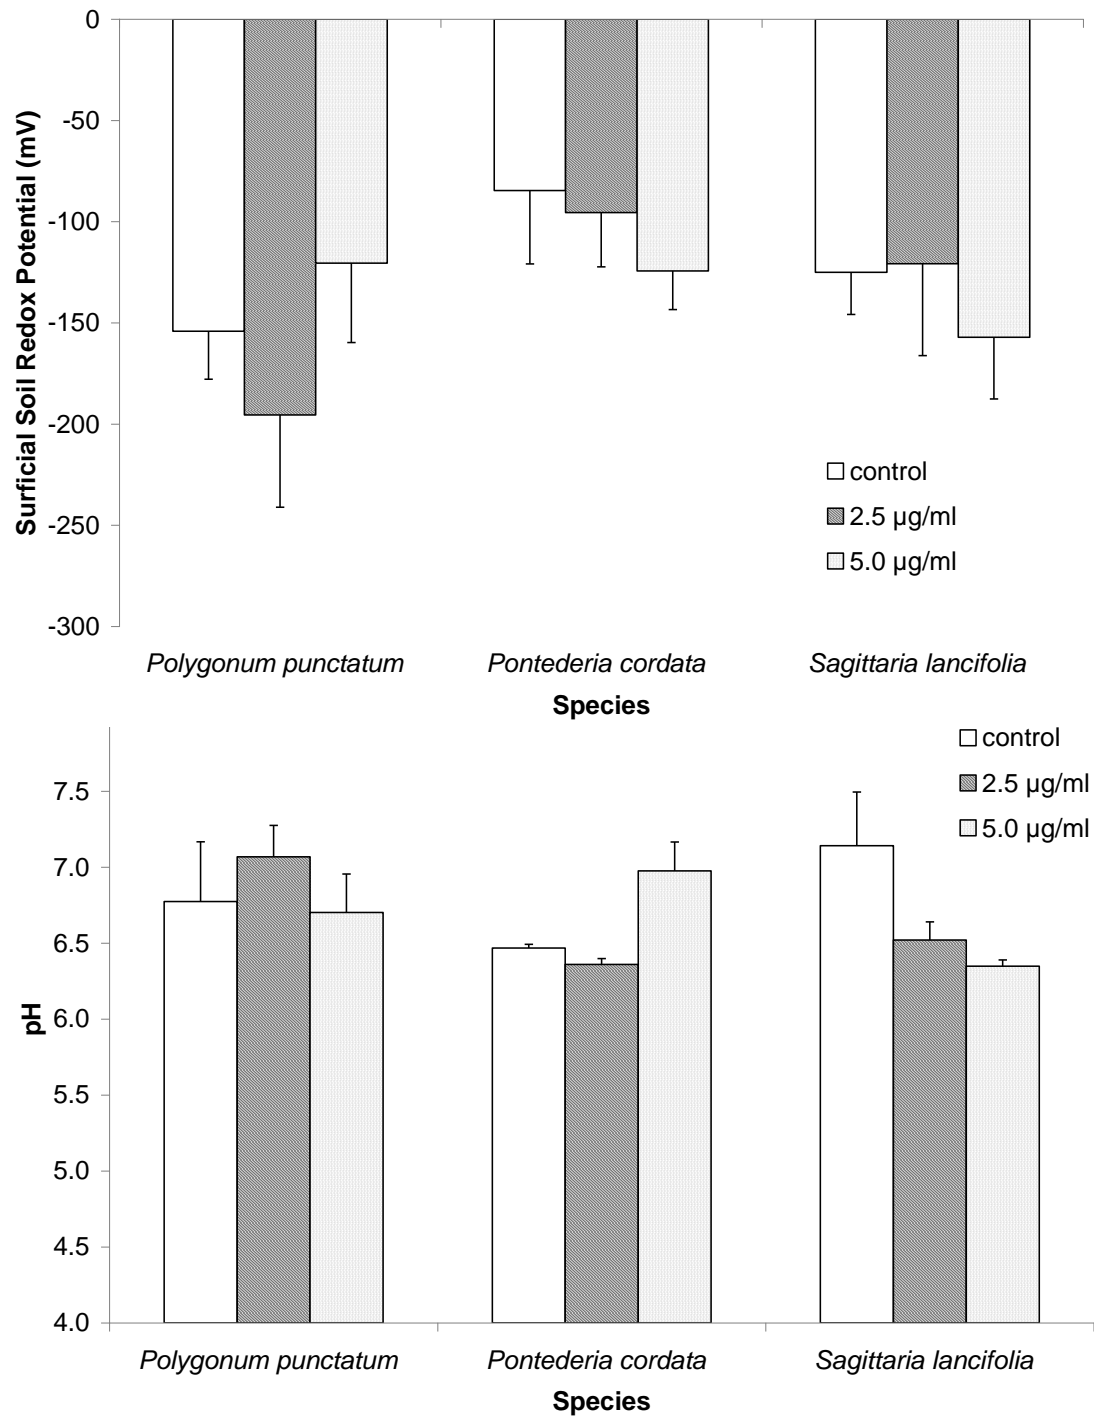 0
-50
-100
-150
-200
-250
-300
Surficial Soil Redox Potential (mV)
control
2.5 µg/ml
5.0 µg/ml
Polygonum punctatum
Pontederia cordata
Sagittaria lancifolia
Species
control
2.5 µg/ml
5.0 µg/ml
7.5
7.0
6.5
6.0
5.5
5.0
4.5
4.0
pH
Polygonum punctatum
Pontederia cordata
Sagittaria lancifolia
Species